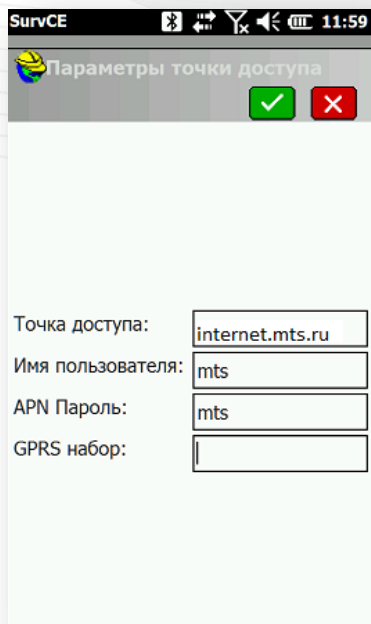 SurvCE 11:59
Параметры точки доступа
Точка доступа: internet.mts.ru
Имя пользователя: mts
APN Пароль: mts
GPRS набор: